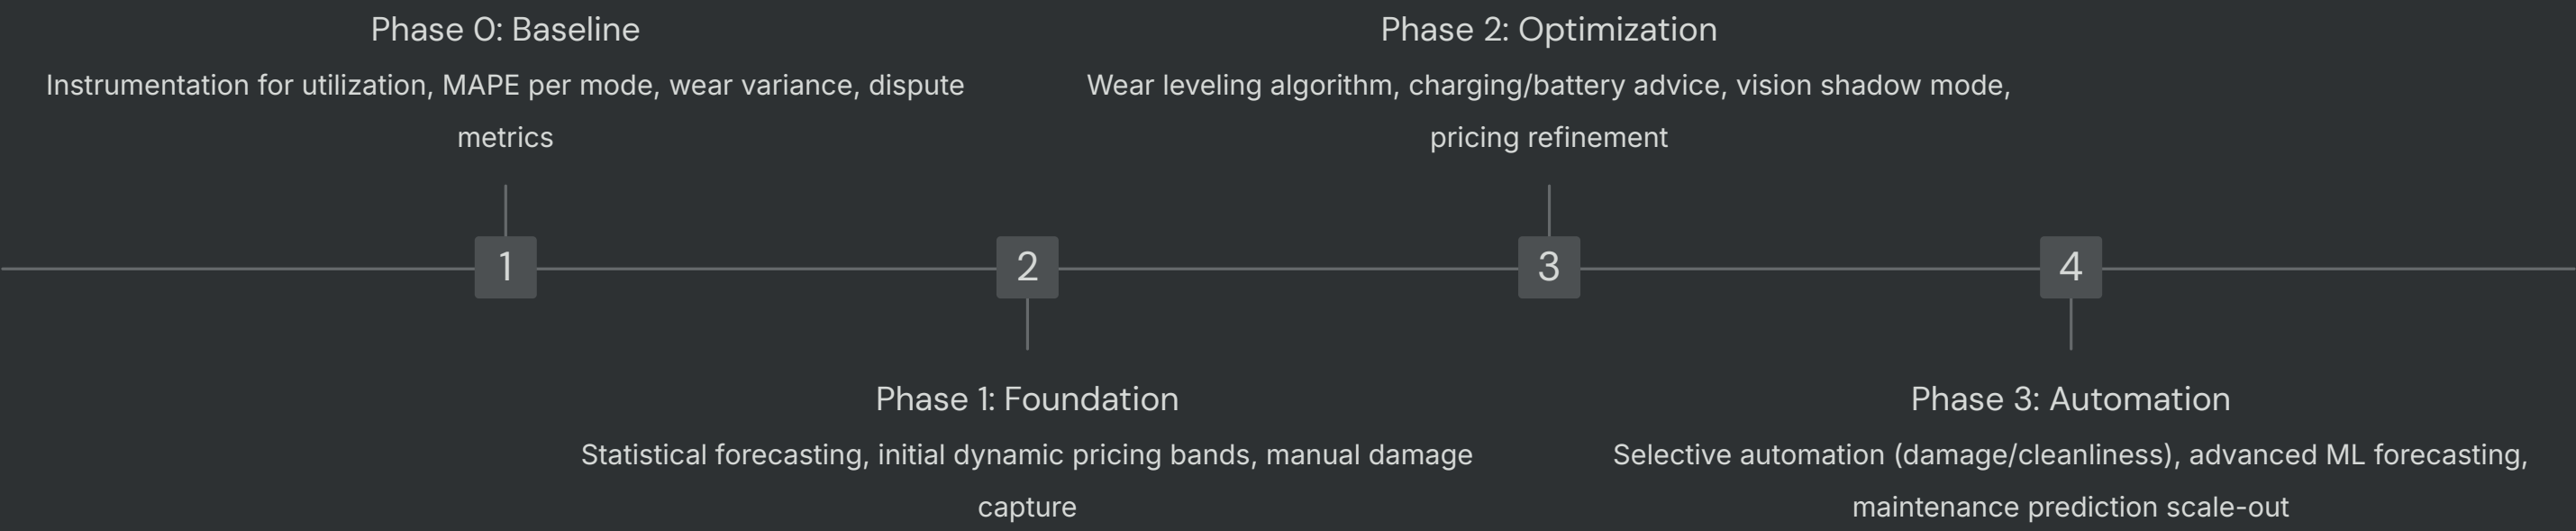 Phase 0: Baseline
Instrumentation for utilization, MAPE per mode, wear variance, dispute
metrics
Phase 2: Optimization
Wear leveling algorithm, charging/battery advice, vision shadow mode,
pricing refinement
1
2
3
4
Phase 1: Foundation
Statistical forecasting, initial dynamic pricing bands, manual damage
capture
Phase 3: Automation
Selective automation (damage/cleanliness), advanced ML forecasting,
maintenance prediction scale-out